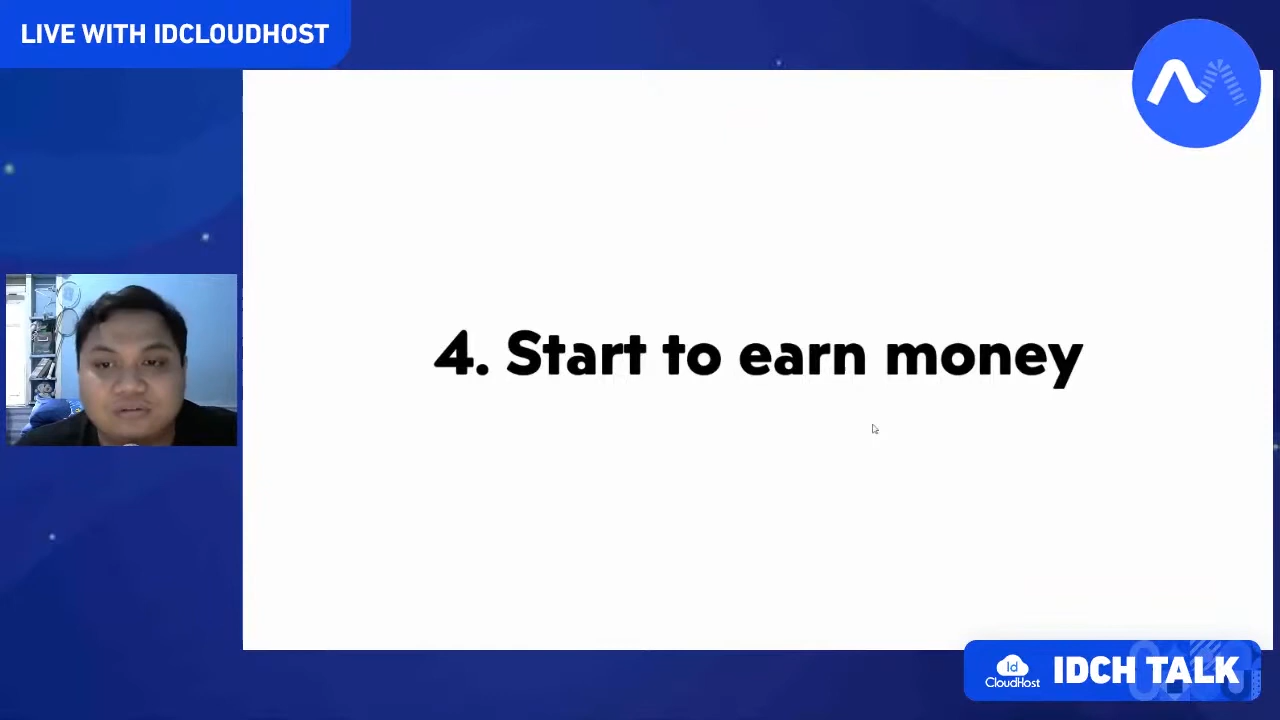 LIVE WITH IDCLOUDHOST
4. Start to earn money
Id
CloudHost
IDCH TALK